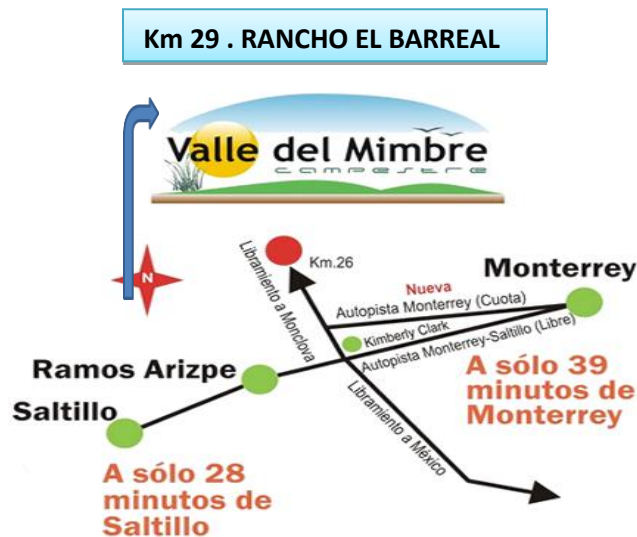 Km 29 . RANCHO EL BARREAL
Valle del Mimbre
CAMPESTRE
N
Libramiento a Monclova
Km.26
Nueva
Monterrey
Autopista Monterrey (Cuota)
Kimberly Clark
Autopista Monterrey-Saltillo (Libre)
Ramos Arizpe
Saltillo
Libramiento a México
A sólo 39
minutos de
Monterrey
A sólo 28
minutos de
Saltillo